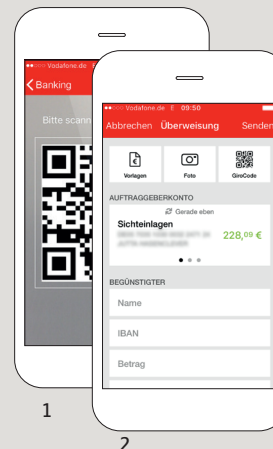 Vodafone.de
Banking
Bitte scann
1
Vodafone.de E 09:50
Abbrechen Überweisung Senden
Vorlagen Foto GiroCode
AUFTRAGGEBERKONTO
Gerade eben
Sichteinlagen
228,09 €
BEGÜNSTIGTER
Name
IBAN
Betrag
2